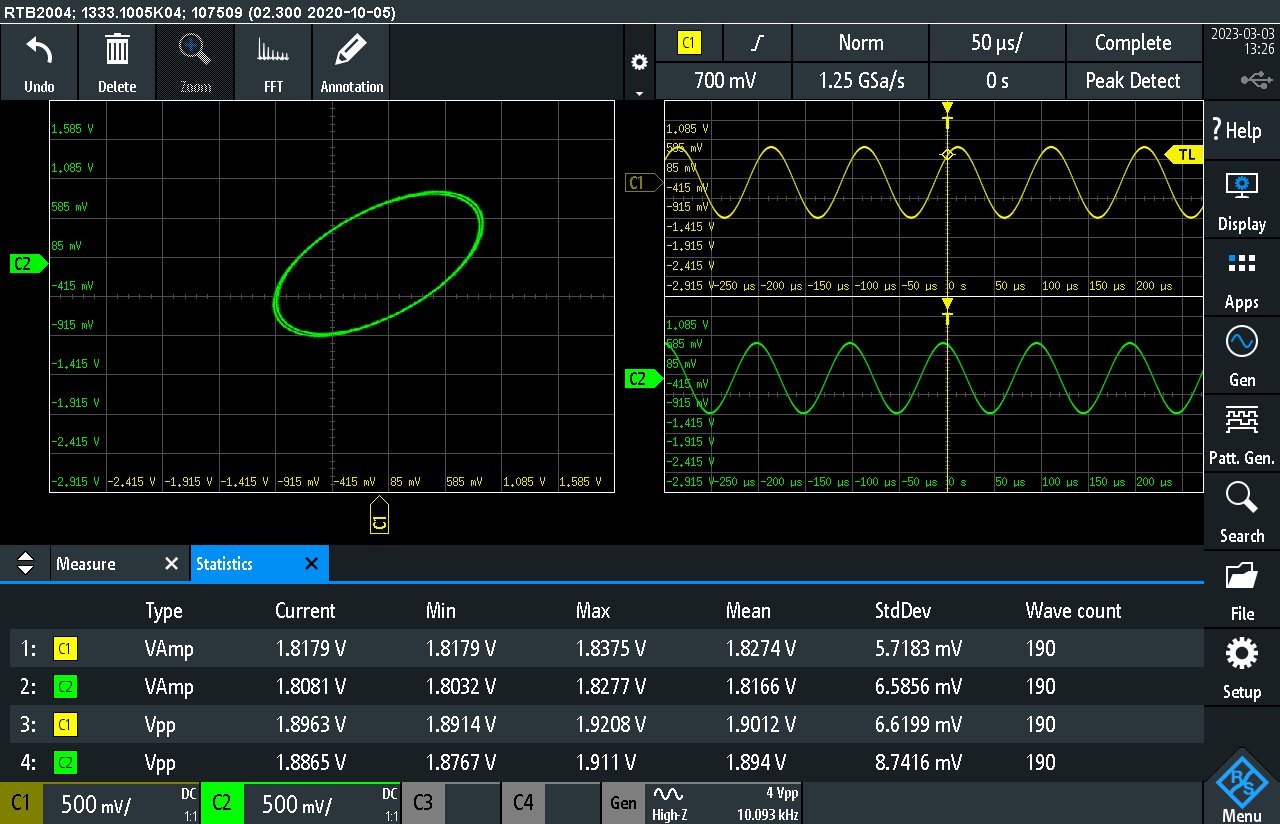 RTB2004; 1333.1005K04; 107509 (02.300 2020-10-05)
Undo
Delete
Zoom
FFT
Annotation
C1
Norm
50 µs/
Complete
700 mV
1.25 GSa/s
0 s
Peak Detect
2023-03-03
13:26
Help
Display
Apps
Gen
Patt. Gen.
Search
File
Setup
Menu
1.585 V
1.085 V
585 mV
85 mV
-415 mV
-915 mV
-1.415 V
-1.915 V
-2.415 V
-2.915 V
-2.415 V
-1.915 V
-1.415 V
-915 mV
-415 mV
85 mV
585 mV
1.085 V
1.585 V
C2
C1
T
TL
C1
1.085 V
585 mV
85 mV
-415 mV
-915 mV
-1.415 V
-1.915 V
-2.415 V
-2.915 V
-250 µs
-200 µs
-150 µs
-100 µs
-50 µs
0 s
50 µs
100 µs
150 µs
200 µs
T
C2
1.085 V
585 mV
85 mV
-415 mV
-915 mV
-1.415 V
-1.915 V
-2.415 V
-2.915 V
-250 µs
-200 µs
-150 µs
-100 µs
-50 µs
0 s
50 µs
100 µs
150 µs
200 µs
Measure
Statistics
Type Current Min Max Mean StdDev Wave count
1: C1 VAmp 1.8179 V 1.8179 V 1.8375 V 1.8274 V 5.7183 mV 190
2: C2 VAmp 1.8081 V 1.8032 V 1.8277 V 1.8166 V 6.5856 mV 190
3: C1 Vpp 1.8963 V 1.8914 V 1.9208 V 1.9012 V 6.6199 mV 190
4: C2 Vpp 1.8865 V 1.8767 V 1.911 V 1.894 V 8.7416 mV 190
C1 500 mV/ DC 1:1
C2 500 mV/ DC 1:1
C3
C4
Gen
High-Z
4 Vpp
10.093 kHz
R&S